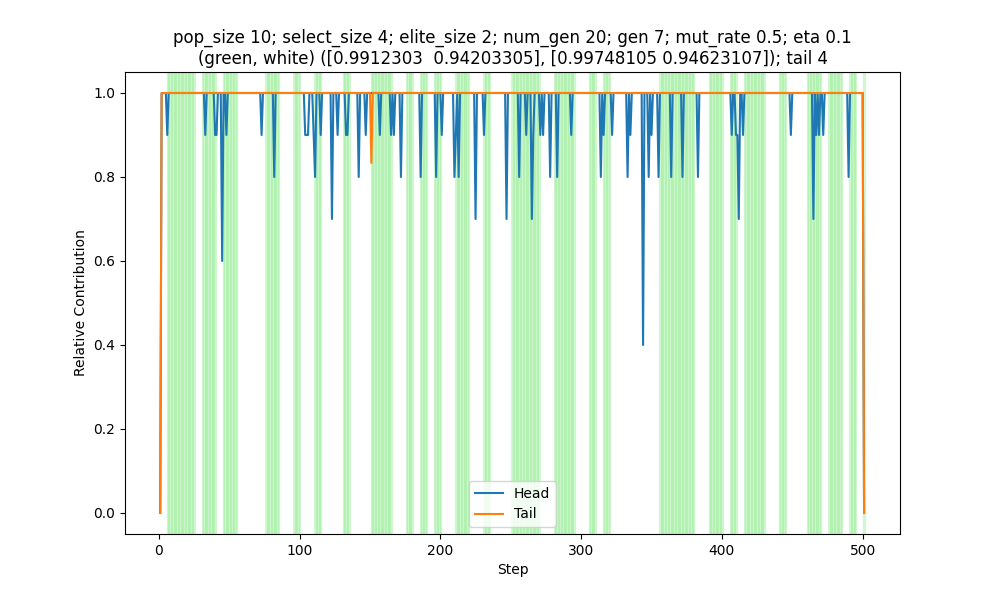 pop_size 10; select_size 4; elite_size 2; num_gen 20; gen 7; mut_rate 0.5; eta 0.1
(green, white) ([0.9912303  0.94203305], [0.99748105 0.94623107]); tail 4
1.0
0.8
0.6
0.4
0.2
0.0
Relative Contribution
Head
Tail
0
100
200
300
400
500
Step